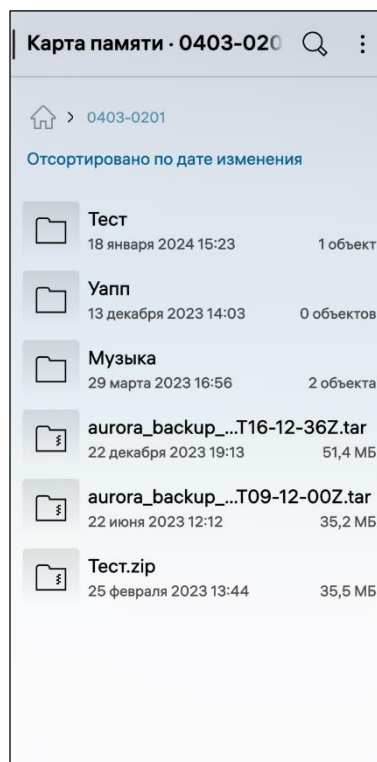 Карта памяти · 0403-020
0403-0201
Отсортировано по дате изменения
Тест
18 января 2024 15:23 1 объект
Уапп
13 декабря 2023 14:03 0 объектов
Музыка
29 марта 2023 16:56 2 объекта
aurora_backup_...T16-12-36Z.tar
22 декабря 2023 19:13 51,4 МБ
aurora_backup_...T09-12-00Z.tar
22 июня 2023 12:12 35,2 МБ
Тест.zip
25 февраля 2023 13:44 35,5 МБ